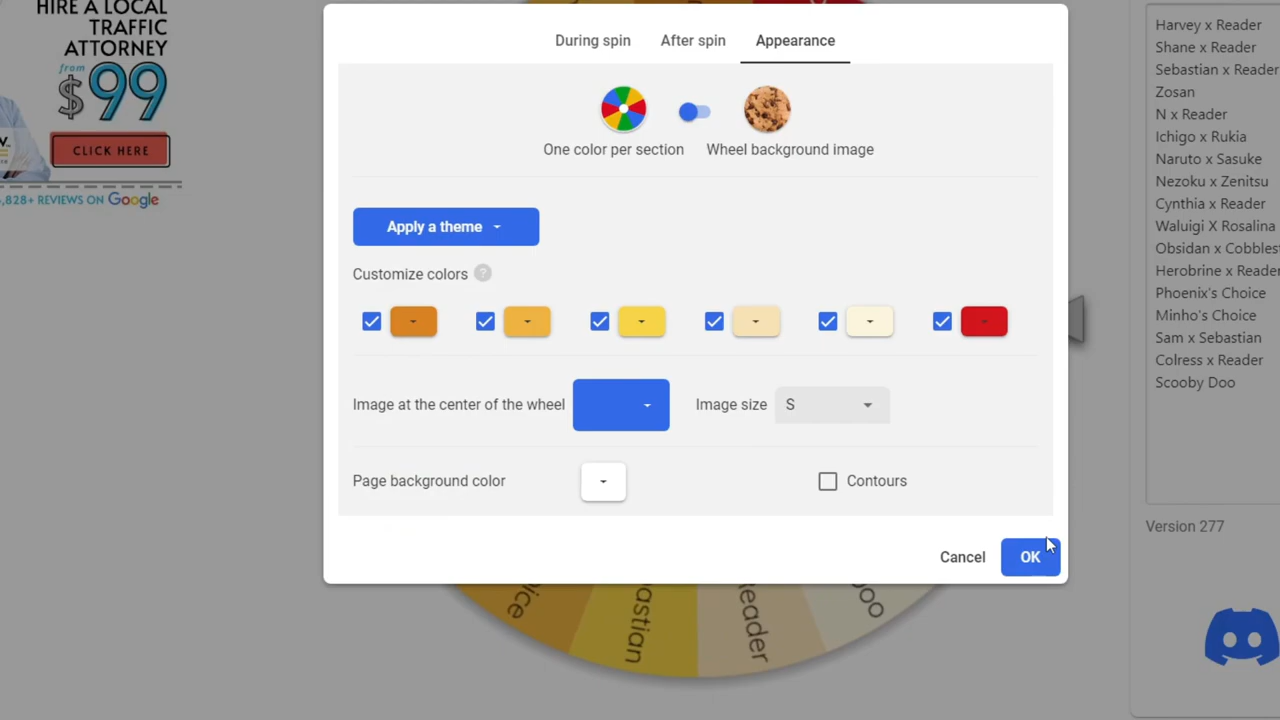 HIRE A LOCAL
TRAFFIC
ATTORNEY
from
$99
CLICK HERE
,828+ REVIEWS ON Google
During spin
After spin
Appearance
One color per section
Wheel background image
Apply a theme
Customize colors ?
Image at the center of the wheel
Image size
S
Page background color
Contours
Cancel
OK
ice
astian
eader
oo
Harvey x Reader
Shane x Reader
Sebastian x Reader
Zosan
N x Reader
Ichigo x Rukia
Naruto x Sasuke
Nezoku x Zenitsu
Cynthia x Reader
Waluigi X Rosalina
Obsidan x Cobbles
Herobrine x Reader
Phoenix's Choice
Minho's Choice
Sam x Sebastian
Colress x Reader
Scooby Doo
Version 277